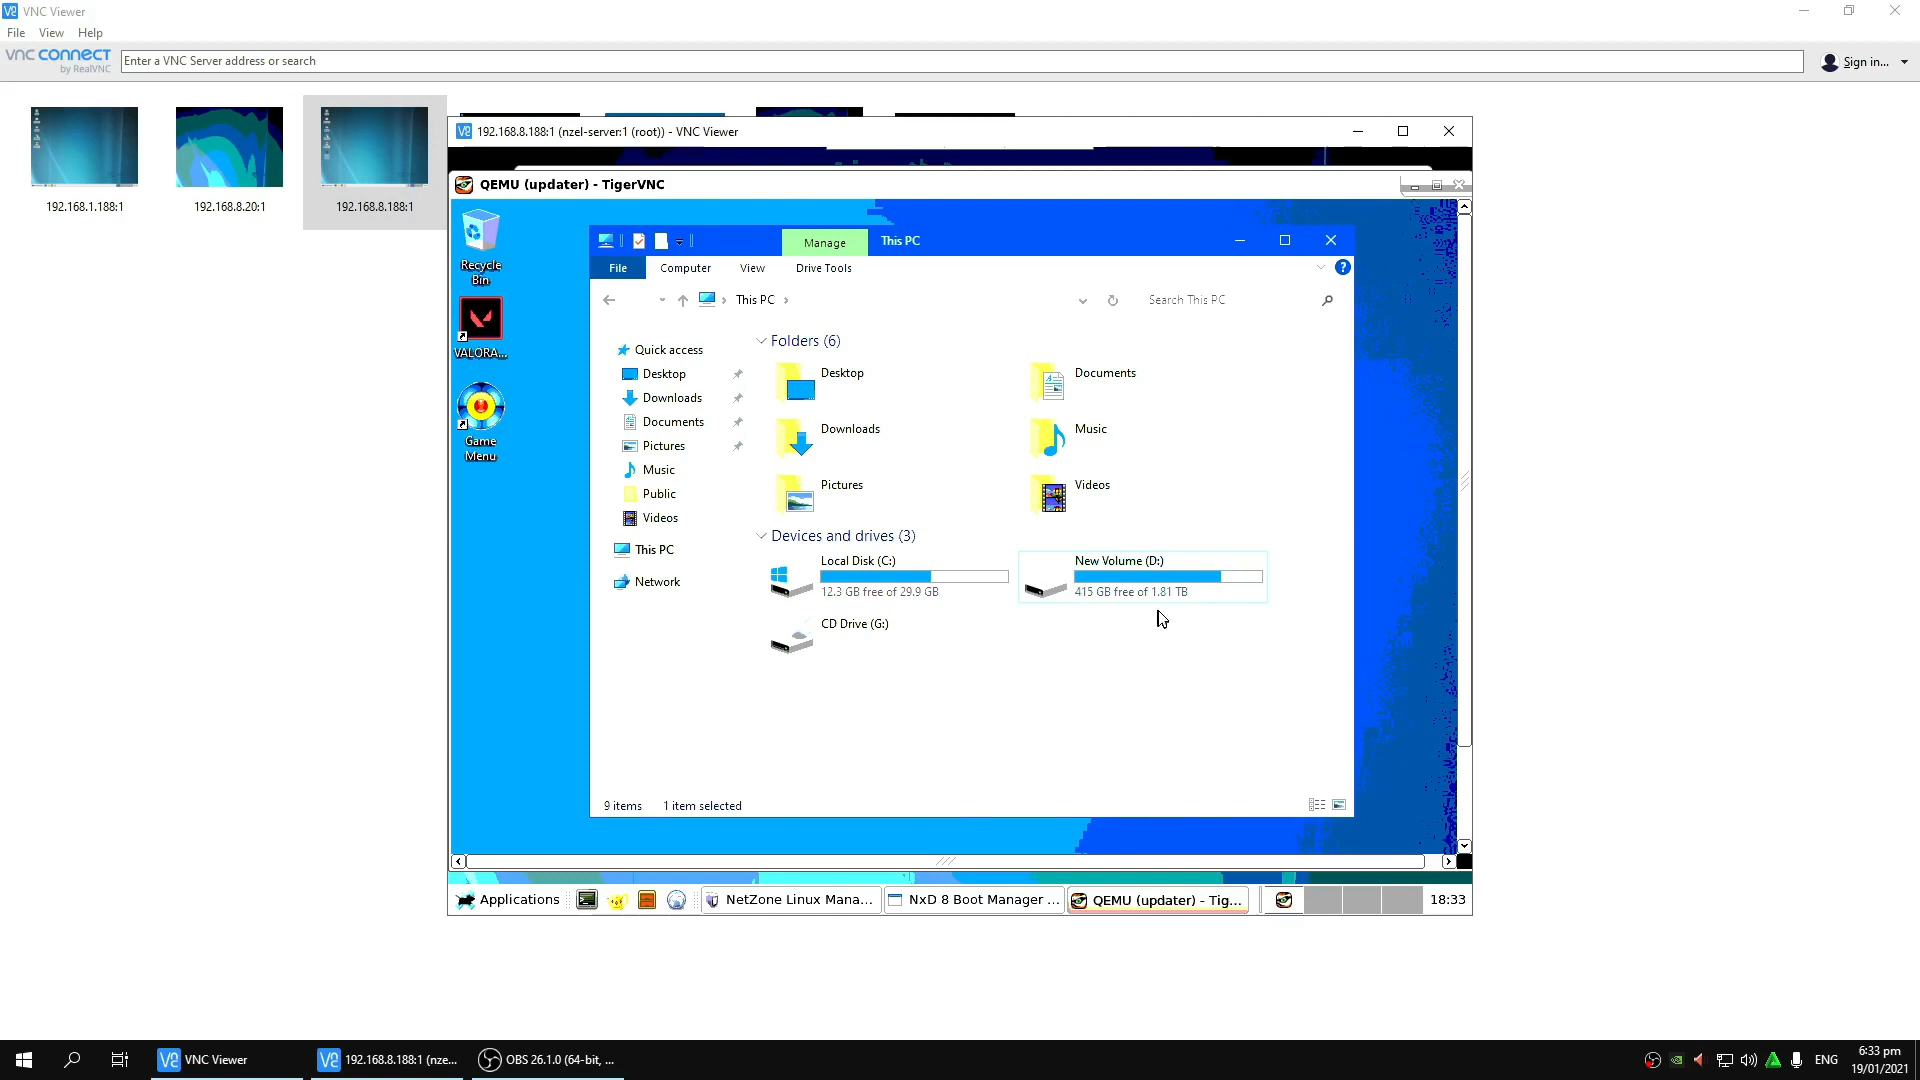 VNC Viewer
File View Help
vnc connect
by RealVNC
Enter a VNC Server address or search
Sign in...
192.168.1.188:1
192.168.8.20:1
192.168.8.188:1
192.168.8.188:1 (nzel-server:1 (root)) - VNC Viewer
QEMU (updater) - TigerVNC
Recycle
Bin
VALORA...
Game
Menu
Manage
This PC
File
Computer
View
Drive Tools
This PC
Search This PC
Quick access
Desktop
Downloads
Documents
Pictures
Music
Public
Videos
This PC
Network
Folders (6)
Desktop
Documents
Downloads
Music
Pictures
Videos
Devices and drives (3)
Local Disk (C:)
12.3 GB free of 29.9 GB
New Volume (D:)
415 GB free of 1.81 TB
CD Drive (G:)
9 items
1 item selected
Applications
NetZone Linux Mana...
NxD 8 Boot Manager ...
QEMU (updater) - Tig...
18:33
VNC Viewer
192.168.8.188:1 (nze...
OBS 26.1.0 (64-bit, ...
ENG
6:33 pm
19/01/2021